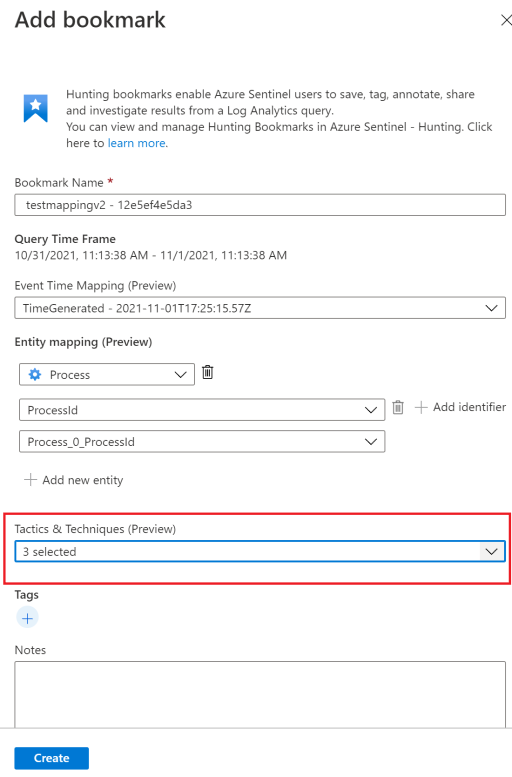 Add bookmark
Hunting bookmarks enable Azure Sentinel users to save, tag, annotate, share
and investigate results from a Log Analytics query.
You can view and manage Hunting Bookmarks in Azure Sentinel - Hunting. Click
here to learn more.
Bookmark Name *
testmappingv2 - 12e5ef4e5da3
Query Time Frame
10/31/2021, 11:13:38 AM - 11/1/2021, 11:13:38 AM
Event Time Mapping (Preview)
TimeGenerated - 2021-11-01T17:25:15.57Z
Entity mapping (Preview)
Process
ProcessId
Add identifier
Process_0_ProcessId
Add new entity
Tactics & Techniques (Preview)
3 selected
Tags
Notes
Create